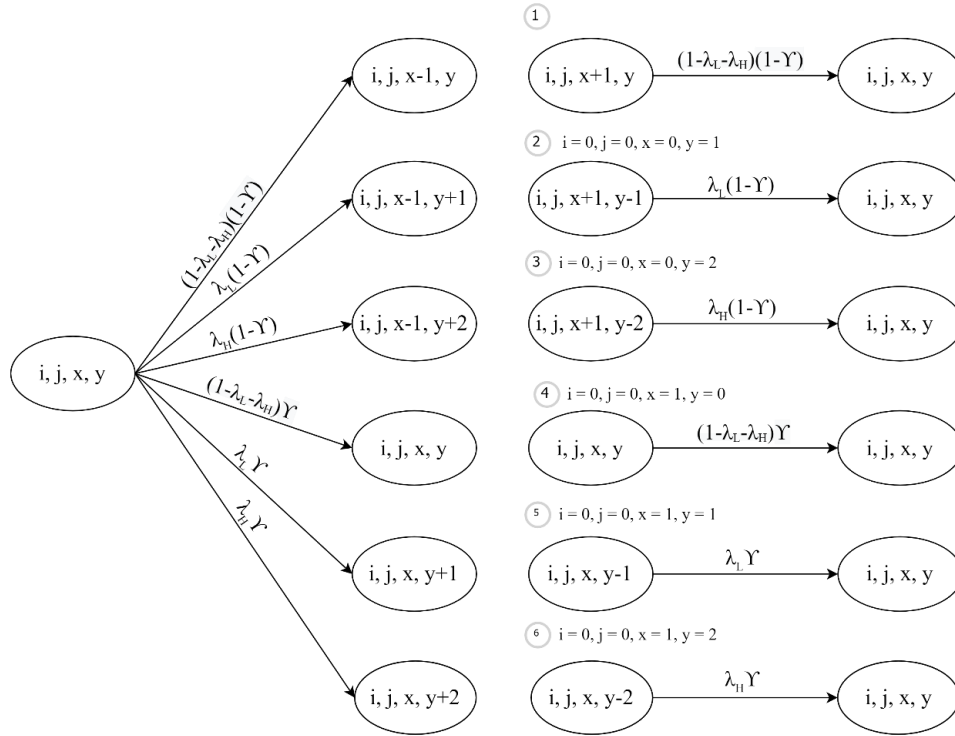 i, j, x, y
(1-λL-λH)(1-ϒ)
i, j, x-1, y
λL(1-ϒ)
i, j, x-1, y+1
λH(1-ϒ)
i, j, x-1, y+2
(1-λL-λH)ϒ
i, j, x, y
λLϒ
i, j, x, y+1
λHϒ
i, j, x, y+2
1
i, j, x+1, y (1-λL-λH)(1-ϒ) i, j, x, y
2 i = 0, j = 0, x = 0, y = 1
i, j, x+1, y-1 λL(1-ϒ) i, j, x, y
3 i = 0, j = 0, x = 0, y = 2
i, j, x+1, y-2 λH(1-ϒ) i, j, x, y
4 i = 0, j = 0, x = 1, y = 0
i, j, x, y (1-λL-λH)ϒ i, j, x, y
5 i = 0, j = 0, x = 1, y = 1
i, j, x, y-1 λLϒ i, j, x, y
6 i = 0, j = 0, x = 1, y = 2
i, j, x, y-2 λHϒ i, j, x, y